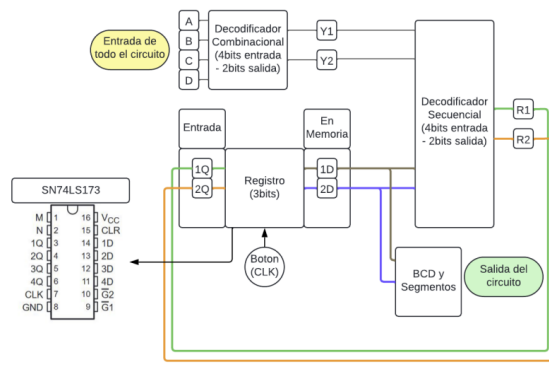 Entrada de
todo el circuito
A
B
C
D
Decodificador
Combinacional
(4bits entrada
- 2bits salida)
Y1
Y2
Decodificador
Secuencial
(4bits entrada
- 2bits salida)
R1
R2
Entrada
1Q
2Q
Registro
(3bits)
En
Memoria
1D
2D
Boton
(CLK)
BCD y
Segmentos
Salida del
circuito
SN74LS173
M 1 16 VCC
N 2 15 CLR
1Q 3 14 1D
2Q 4 13 2D
3Q 5 12 3D
4Q 6 11 4D
CLK 7 10 G̅2
GND 8 9 G̅1